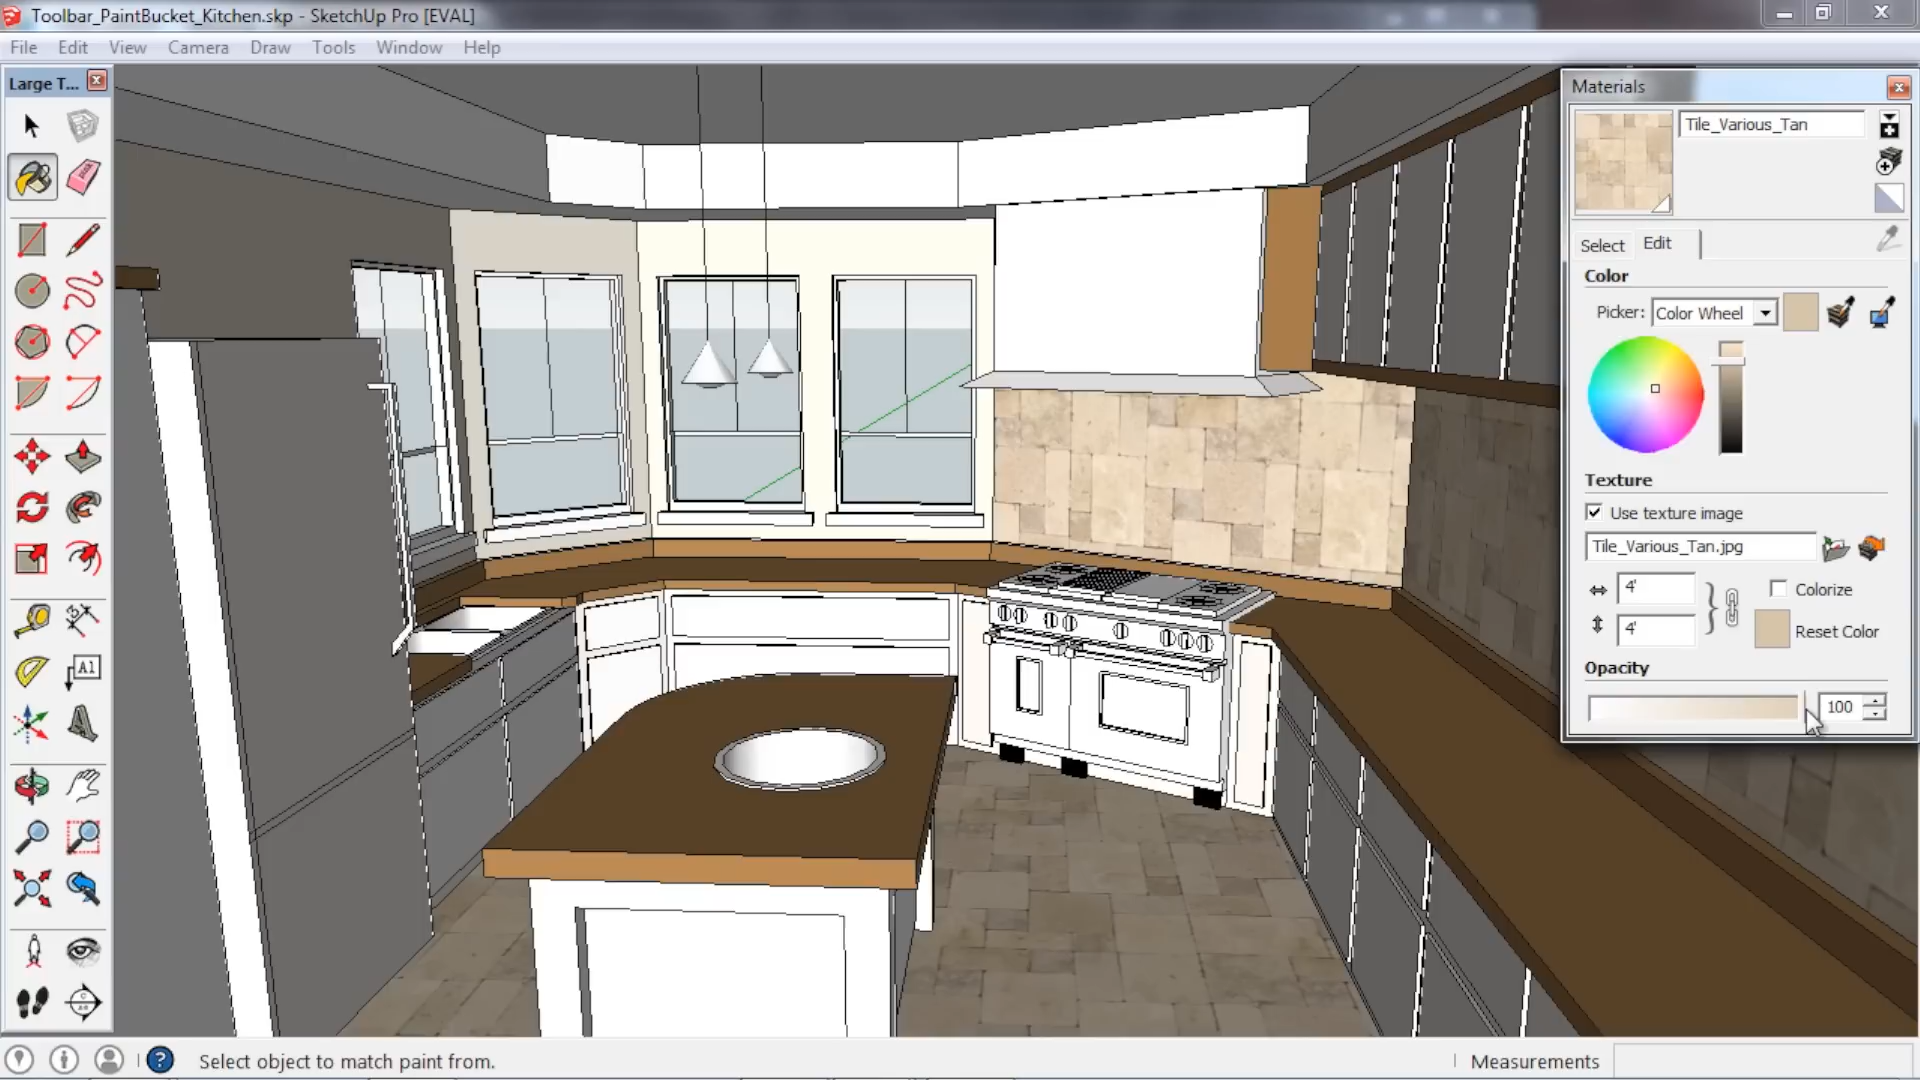 Toolbar_PaintBucket_Kitchen.skp - SketchUp Pro [EVAL]
File Edit View Camera Draw Tools Window Help
Large T...
Materials
Tile_Various_Tan
Select Edit
Color
Picker: Color Wheel
Texture
Use texture image
Tile_Various_Tan.jpg
4'
Colorize
4'
Reset Color
Opacity
100
A1
Select object to match paint from.
Measurements